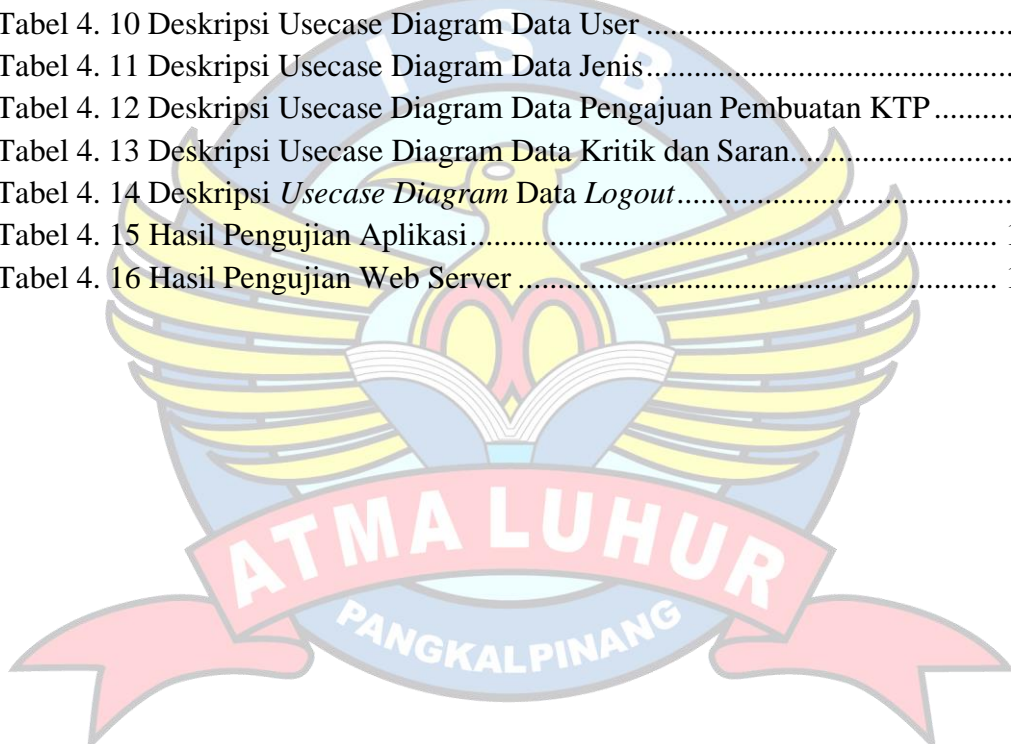 Tabel 4. 10 Deskripsi Usecase Diagram Data User ..........................................
Tabel 4. 11 Deskripsi Usecase Diagram Data Jenis..........................................
Tabel 4. 12 Deskripsi Usecase Diagram Data Pengajuan Pembuatan KTP ..........
Tabel 4. 13 Deskripsi Usecase Diagram Data Kritik dan Saran.........................
Tabel 4. 14 Deskripsi Usecase Diagram Data Logout.....................................
Tabel 4. 15 Hasil Pengujian Aplikasi.......................................................... 1
Tabel 4. 16 Hasil Pengujian Web Server ..................................................... 1
I S B
ATMA LUHUR
PANGKALPINANG